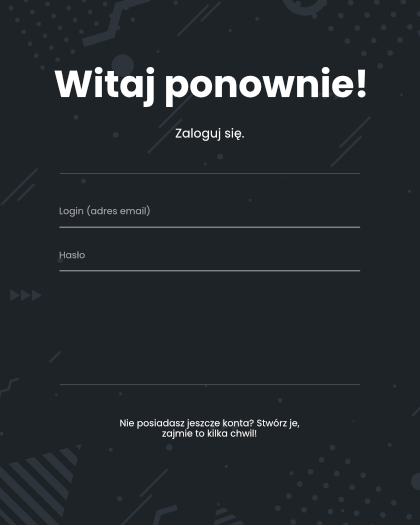 Witaj ponownie!
Zaloguj się.
Login (adres email)
Hasło
Nie posiadasz jeszcze konta? Stwórz je,
zajmie to kilka chwil!